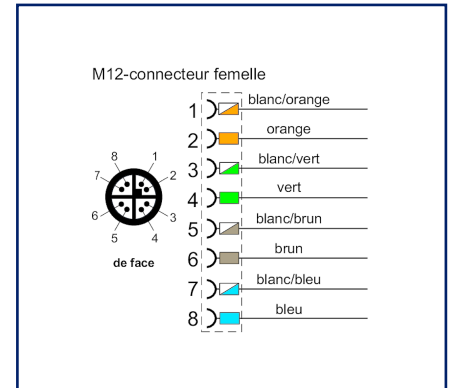 M12-connecteur femelle
1 blanc/orange
2 orange
3 blanc/vert
4 vert
5 blanc/brun
6 brun
7 blanc/bleu
8 bleu
8 1
7 2
6 3
5 4
de face